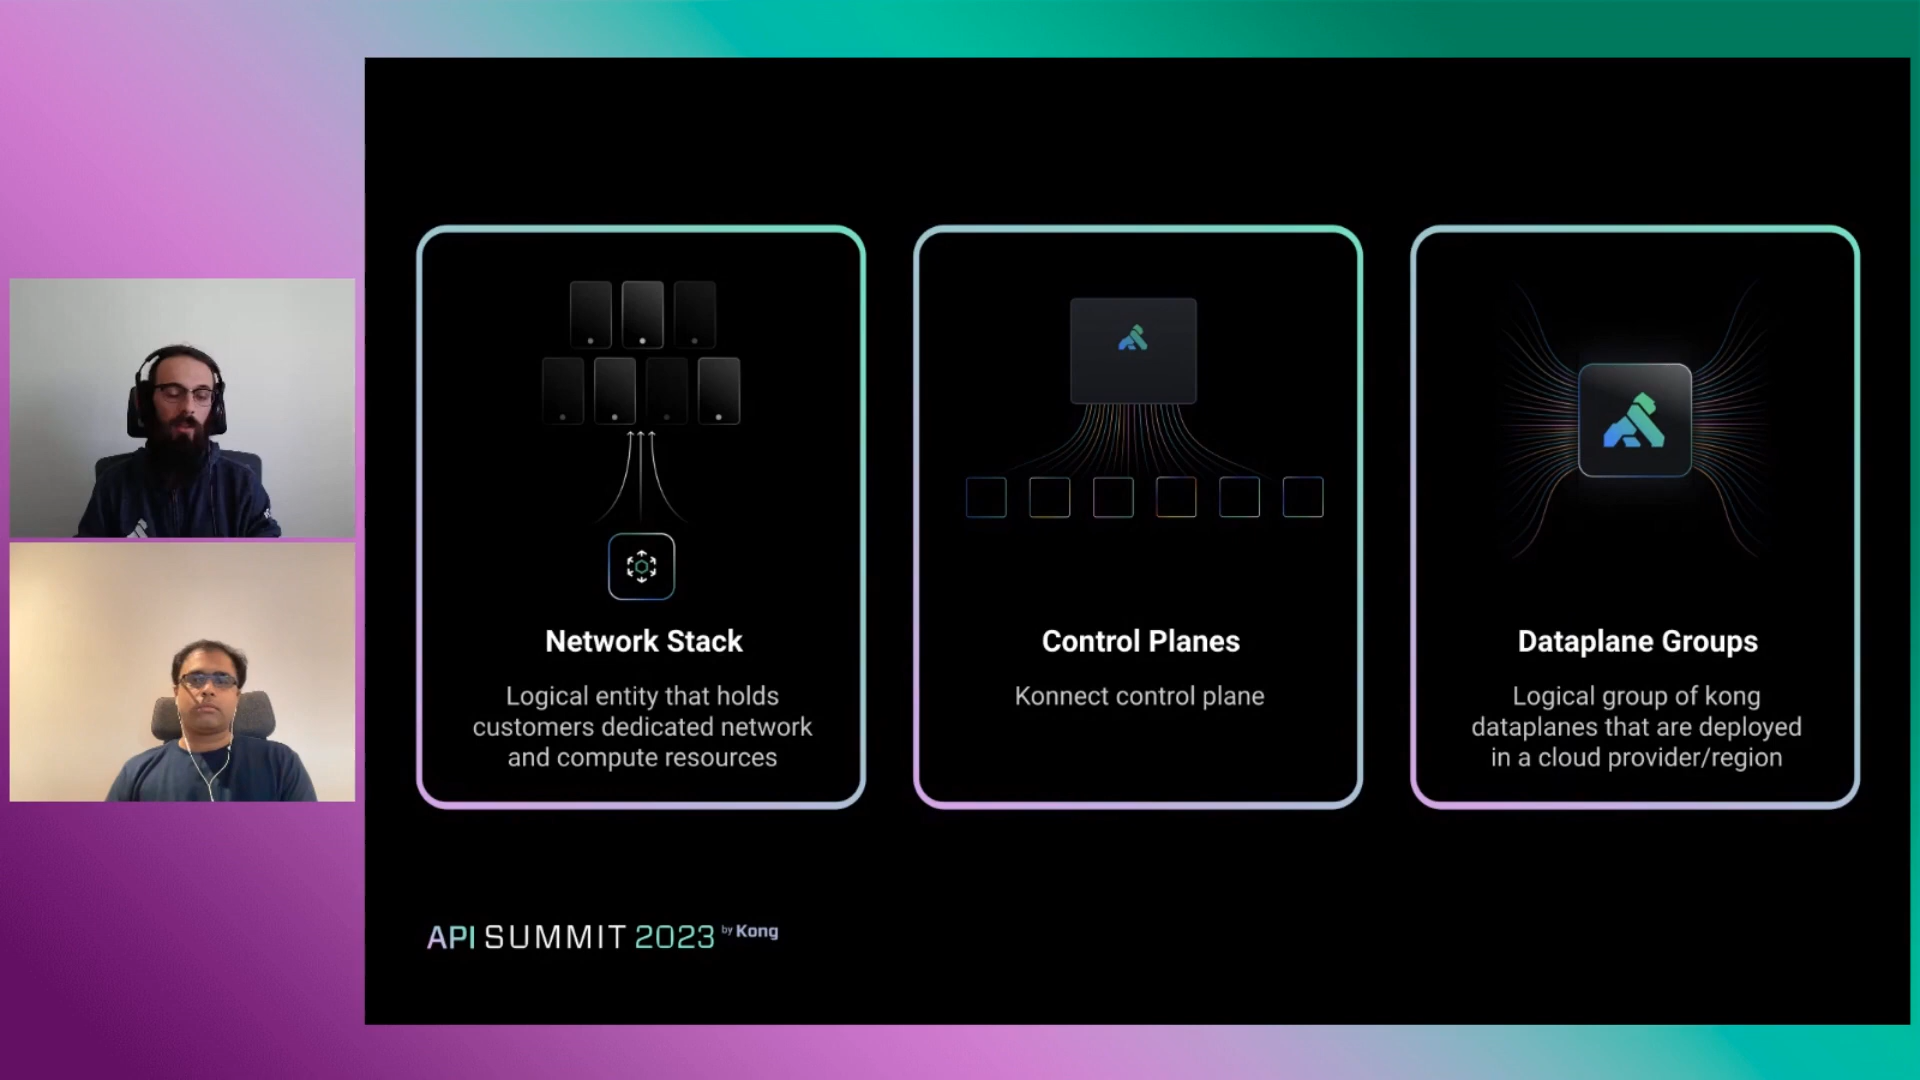 Network Stack
Logical entity that holds
customers dedicated network
and compute resources
Control Planes
Konnect control plane
Dataplane Groups
Logical group of kong
dataplanes that are deployed
in a cloud provider/region
API SUMMIT 2023 by Kong